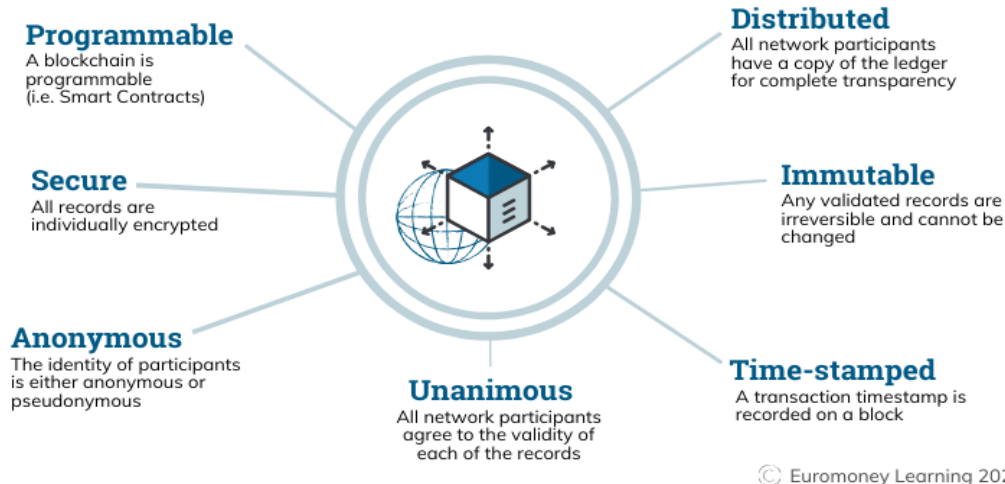 Programmable
A blockchain is
programmable
(i.e. Smart Contracts)
Distributed
All network participants
have a copy of the ledger
for complete transparency
Secure
All records are
individually encrypted
Immutable
Any validated records are
irreversible and cannot be
changed
Anonymous
The identity of participants
is either anonymous or
pseudonymous
Unanimous
All network participants
agree to the validity of
each of the records
Time-stamped
A transaction timestamp is
recorded on a block
© Euromoney Learning